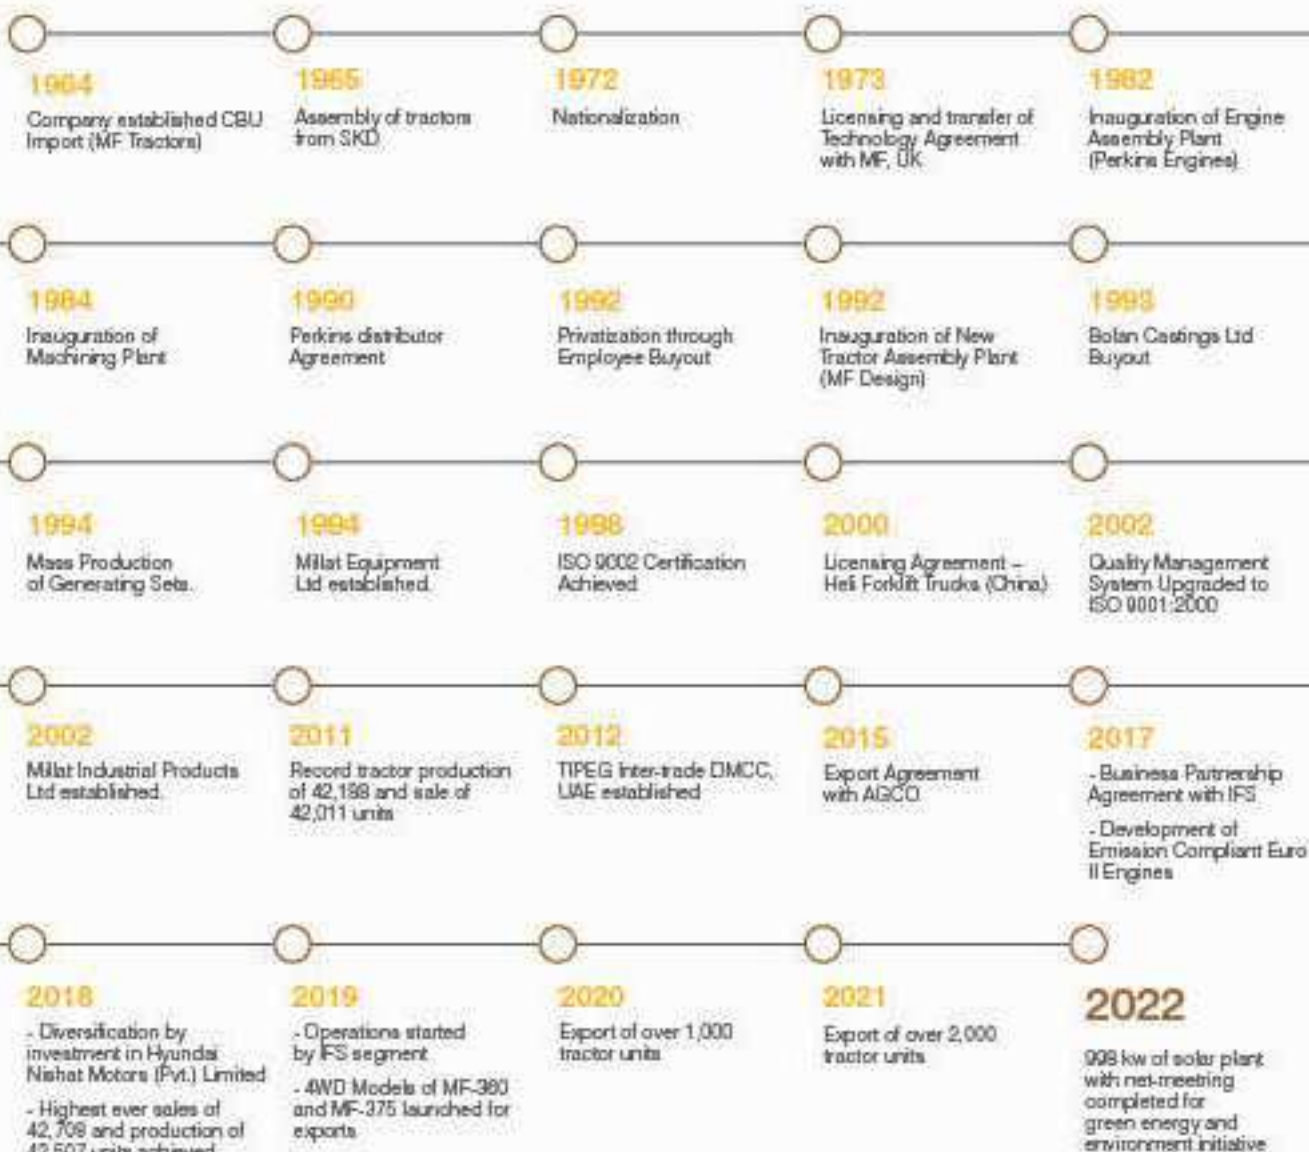 1964
Company established CBU
Import (MF Tractors)
1965
Assembly of tractors
from SKD
1972
Nationalization
1973
Licensing and transfer of
Technology Agreement
with MF, UK
1982
Inauguration of Engine
Assembly Plant
(Perkins Engines)
1984
Inauguration of
Machining Plant
1990
Perkins distributor
Agreement
1992
Privatization through
Employee Buyout
1992
Inauguration of New
Tractor Assembly Plant
(MF Design)
1993
Bolan Castings Ltd
Buyout
1994
Mass Production
of Generating Sets.
1994
Millat Equipment
Ltd established.
1998
ISO 9002 Certification
Achieved
2000
Licensing Agreement –
Heli Forklift Trucks (China)
2002
Quality Management
System Upgraded to
ISO 9001:2000
2002
Millat Industrial Products
Ltd established.
2011
Record tractor production
of 42,188 and sale of
42,011 units
2012
TIPEG Inter-trade DMCC,
UAE established
2015
Export Agreement
with AGCO
2017
- Business Partnership
Agreement with IFS
- Development of
Emission Compliant Euro
II Engines
2018
- Diversification by
investment in Hyundai
Nishat Motors (Pvt.) Limited
- Highest ever sales of
42,708 and production of
units achieved
2019
- Operations started
by IFS segment
- 4WD Models of MF-360
and MF-375 launched for
exports
2020
Export of over 1,000
tractor units
2021
Export of over 2,000
tractor units
2022
998 kw of solar plant
with net-meetring
completed for
green energy and
environment initiative